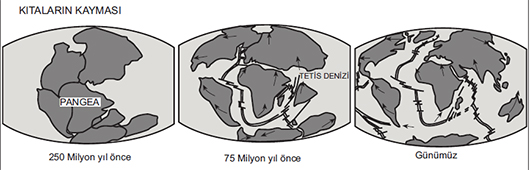 KITALARIN KAYMASI
PANGEA
TETİS DENİZİ
250 Milyon yıl önce
75 Milyon yıl önce
Günümüz